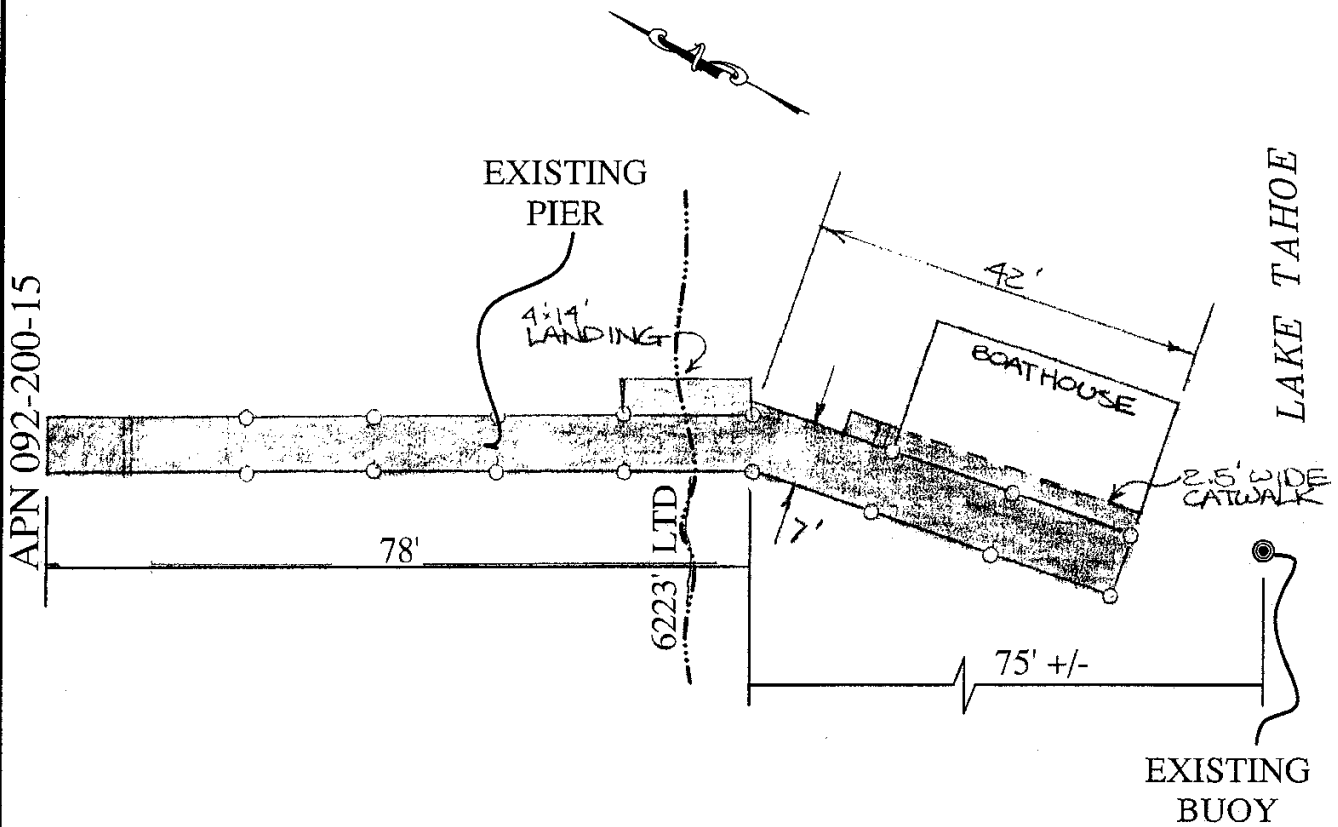 EXISTING
PIER
42'
LAKE TAHOE
APN 092-200-15
4'x14'
LANDING
BOATHOUSE
2.5' WIDE
CATWALK
7'
78'
6223' LTD
75' +/-
EXISTING
BUOY